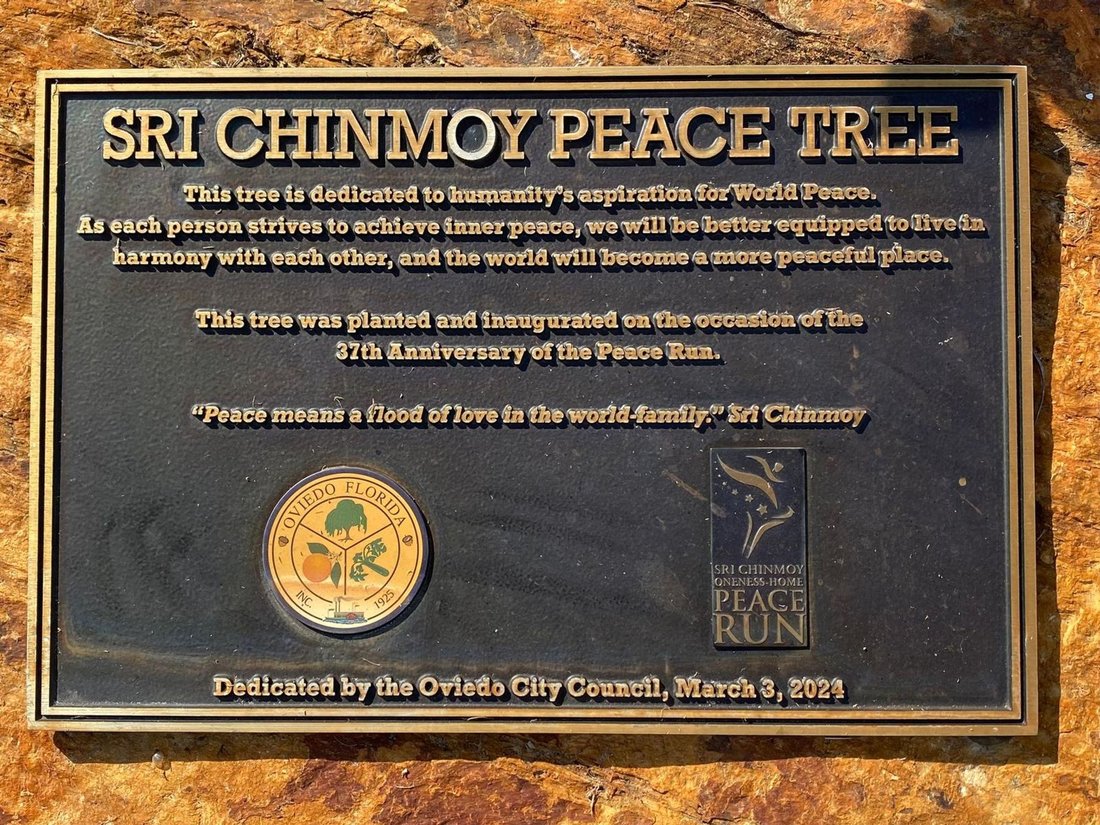 SRI CHINMOY PEACE TREE
This tree is dedicated to humanity's aspiration for World Peace.
As each person strives to achieve inner peace, we will be better equipped to live in
harmony with each other, and the world will become a more peaceful place.
This tree was planted and inaugurated on the occasion of the
37th Anniversary of the Peace Run.
“Peace means a flood of love in the world-family.” Sri Chinmoy
OVIEDO FLORIDA
INC. 1925
SRI CHINMOY
ONENESS-HOME
PEACE
RUN
Dedicated by the Oviedo City Council, March 3, 2024